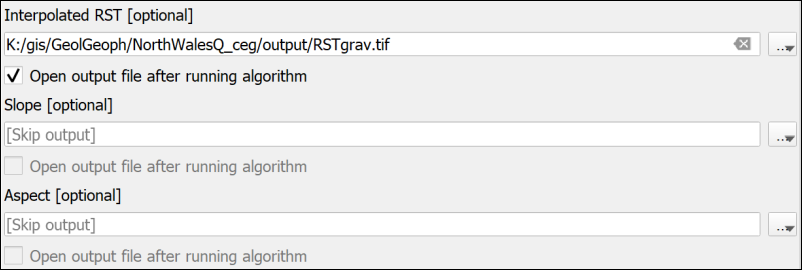 Interpolated RST [optional]
K:/gis/GeolGeoph/NorthWalesQ_ceg/output/RSTgrav.tif
...
Open output file after running algorithm
Slope [optional]
[Skip output]
...
Open output file after running algorithm
Aspect [optional]
[Skip output]
...
Open output file after running algorithm